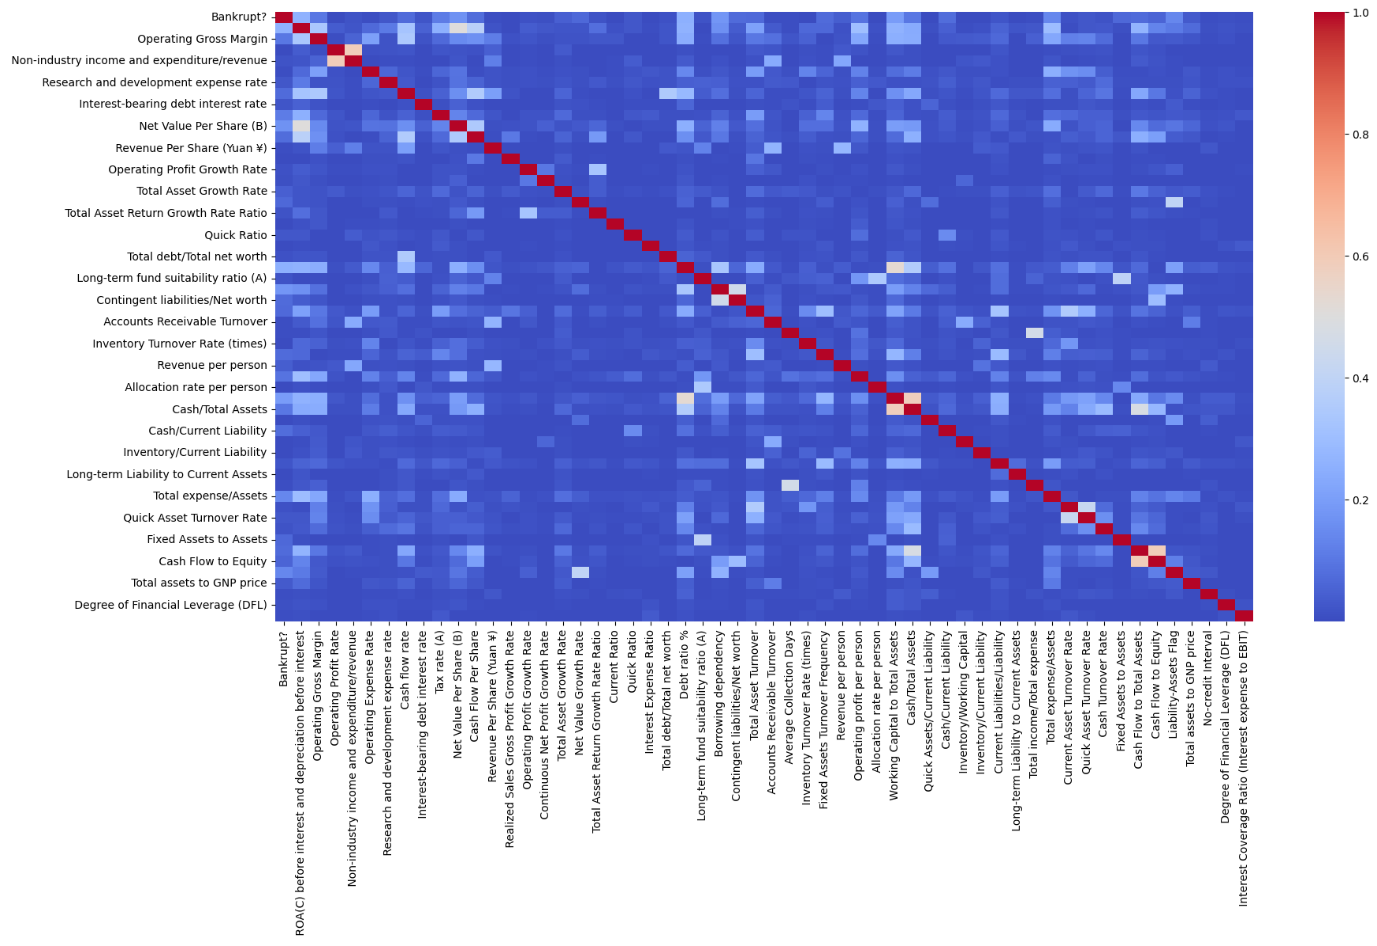 Bankrupt?
Operating Gross Margin
Non-industry income and expenditure/revenue
Research and development expense rate
Interest-bearing debt interest rate
Net Value Per Share (B)
Revenue Per Share (Yuan ¥)
Operating Profit Growth Rate
Total Asset Growth Rate
Total Asset Return Growth Rate Ratio
Quick Ratio
Total debt/Total net worth
Long-term fund suitability ratio (A)
Contingent liabilities/Net worth
Accounts Receivable Turnover
Inventory Turnover Rate (times)
Revenue per person
Allocation rate per person
Cash/Total Assets
Cash/Current Liability
Inventory/Current Liability
Long-term Liability to Current Assets
Total expense/Assets
Quick Asset Turnover Rate
Fixed Assets to Assets
Cash Flow to Equity
Total assets to GNP price
Degree of Financial Leverage (DFL)
Bankrupt?
ROA(C) before interest and depreciation before interest
Operating Gross Margin
Operating Profit Rate
Non-industry income and expenditure/revenue
Operating Expense Rate
Research and development expense rate
Cash flow rate
Interest-bearing debt interest rate
Tax rate (A)
Net Value Per Share (B)
Cash Flow Per Share
Revenue Per Share (Yuan ¥)
Realized Sales Gross Profit Growth Rate
Operating Profit Growth Rate
Continuous Net Profit Growth Rate
Total Asset Growth Rate
Net Value Growth Rate
Total Asset Return Growth Rate Ratio
Current Ratio
Quick Ratio
Interest Expense Ratio
Total debt/Total net worth
Debt ratio %
Long-term fund suitability ratio (A)
Borrowing dependency
Contingent liabilities/Net worth
Total Asset Turnover
Accounts Receivable Turnover
Average Collection Days
Inventory Turnover Rate (times)
Fixed Assets Turnover Frequency
Revenue per person
Operating profit per person
Allocation rate per person
Working Capital to Total Assets
Cash/Total Assets
Quick Assets/Current Liability
Cash/Current Liability
Inventory/Working Capital
Inventory/Current Liability
Current Liabilities/Liability
Long-term Liability to Current Assets
Total income/Total expense
Total expense/Assets
Current Asset Turnover Rate
Quick Asset Turnover Rate
Cash Turnover Rate
Fixed Assets to Assets
Cash Flow to Total Assets
Cash Flow to Equity
Liability-Assets Flag
Total assets to GNP price
No-credit Interval
Degree of Financial Leverage (DFL)
Interest Coverage Ratio (Interest expense to EBIT)
1.0
0.8
0.6
0.4
0.2